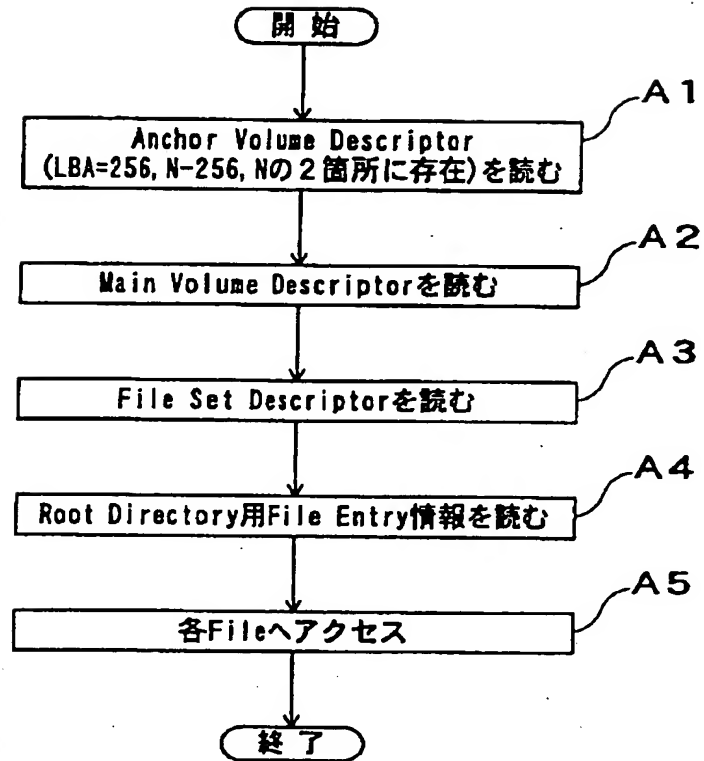 開 始
A1
Anchor Volume Descriptor
(LBA=256, N-256, Nの2箇所に存在)を読む
A2
Main Volume Descriptorを読む
A3
File Set Descriptorを読む
A4
Root Directory用File Entry情報を読む
A5
各Fileへアクセス
終 了